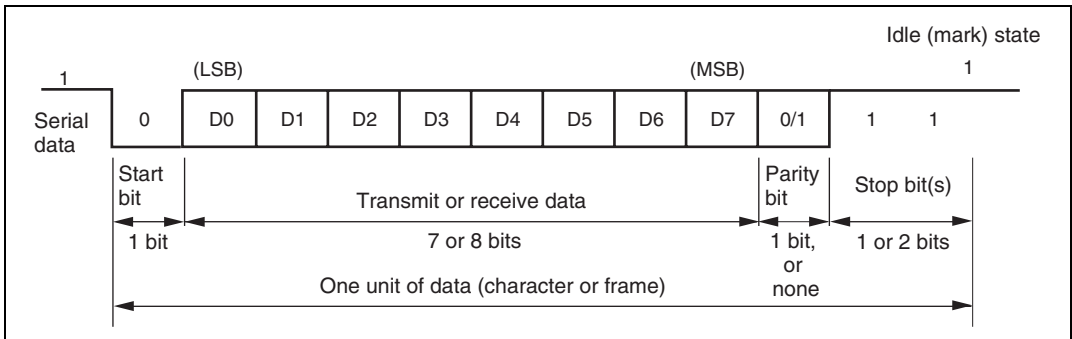 Idle (mark) state
1 (LSB) (MSB) 1
Serial data 0 D0 D1 D2 D3 D4 D5 D6 D7 0/1 1 1
Start bit
Transmit or receive data
Parity bit
Stop bit(s)
1 bit
7 or 8 bits
1 bit, or none
1 or 2 bits
One unit of data (character or frame)